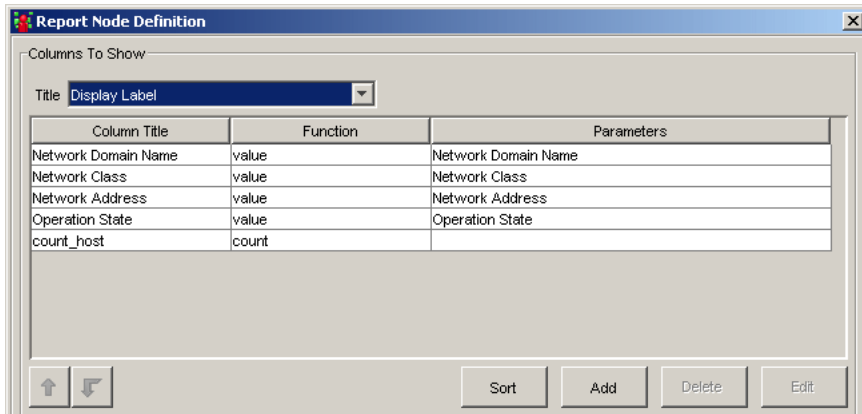 Report Node Definition
Columns To Show
Title Display Label
Column Title Function Parameters
Network Domain Name value Network Domain Name
Network Class value Network Class
Network Address value Network Address
Operation State value Operation State
count_host count
Sort Add Delete Edit